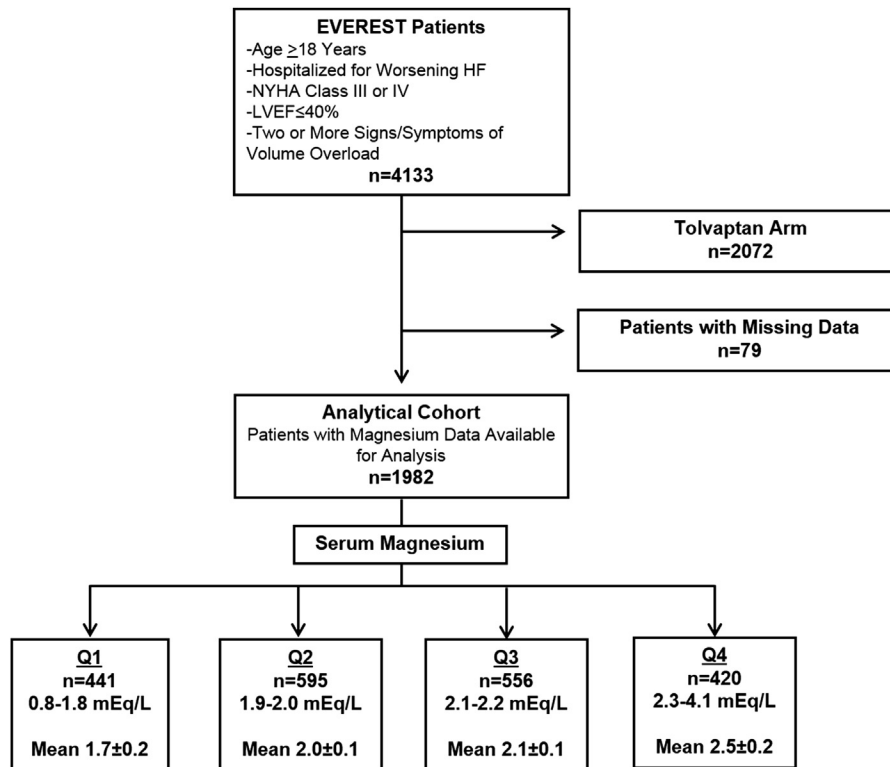 EVEREST Patients
-Age ≥18 Years
-Hospitalized for Worsening HF
-NYHA Class III or IV
-LVEF≤40%
-Two or More Signs/Symptoms of
Volume Overload
n=4133
Tolvaptan Arm
n=2072
Patients with Missing Data
n=79
Analytical Cohort
Patients with Magnesium Data Available
for Analysis
n=1982
Serum Magnesium
Q1
n=441
0.8-1.8 mEq/L
Mean 1.7±0.2
Q2
n=595
1.9-2.0 mEq/L
Mean 2.0±0.1
Q3
n=556
2.1-2.2 mEq/L
Mean 2.1±0.1
Q4
n=420
2.3-4.1 mEq/L
Mean 2.5±0.2